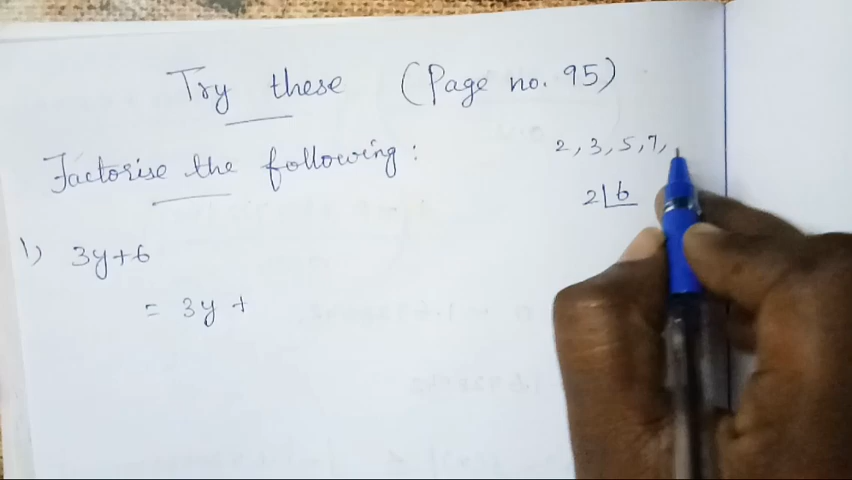 Try these (Page no. 95)
Factorise the following :
2, 3, 5, 7,
2 6
1) 3y+6
= 3y +